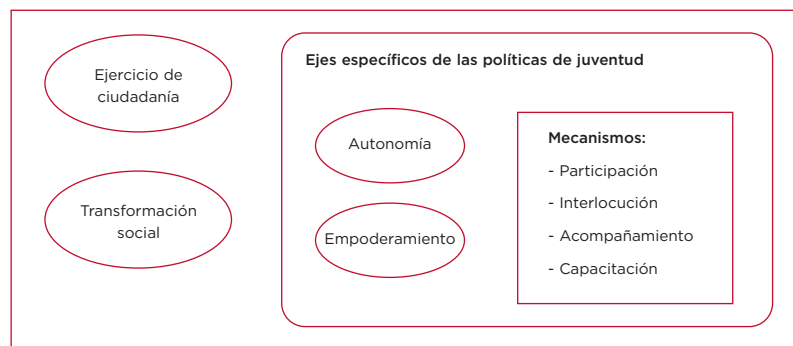 Ejercicio de
ciudadanía
Transformación
social
Ejes específicos de las políticas de juventud
Autonomía
Empoderamiento
Mecanismos:
- Participación
- Interlocución
- Acompañamiento
- Capacitación